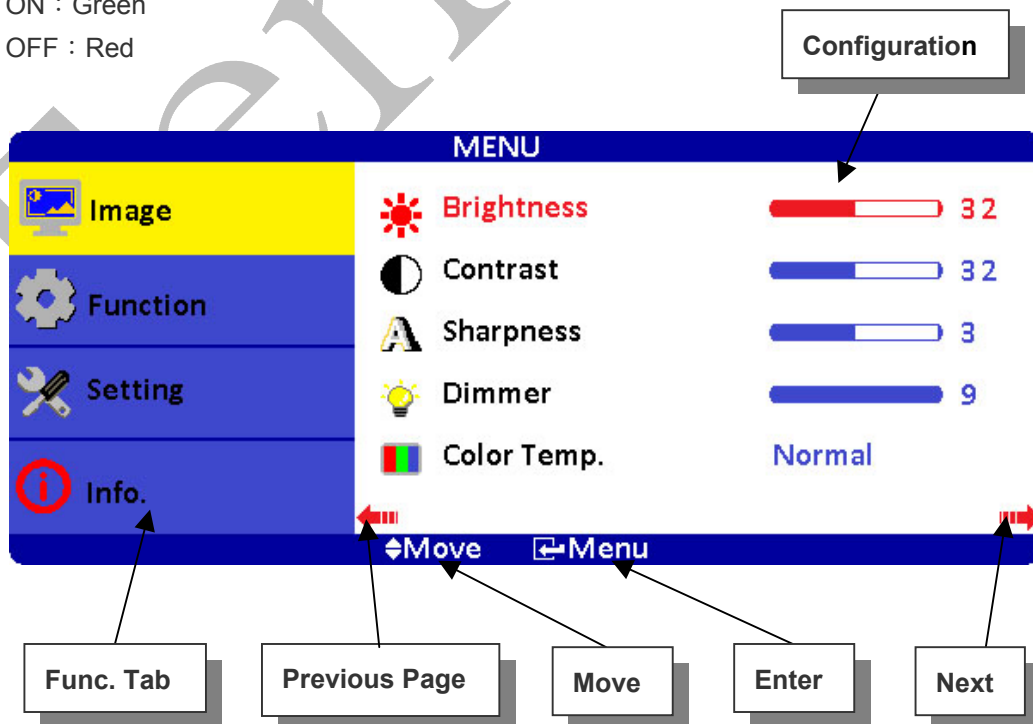 ON：Green
OFF：Red
Configuration
MENU
Image
Brightness 32
Contrast 32
Function
Sharpness 3
Setting
Dimmer 9
Color Temp. Normal
Info.
Move Menu
Func. Tab
Previous Page
Move
Enter
Next